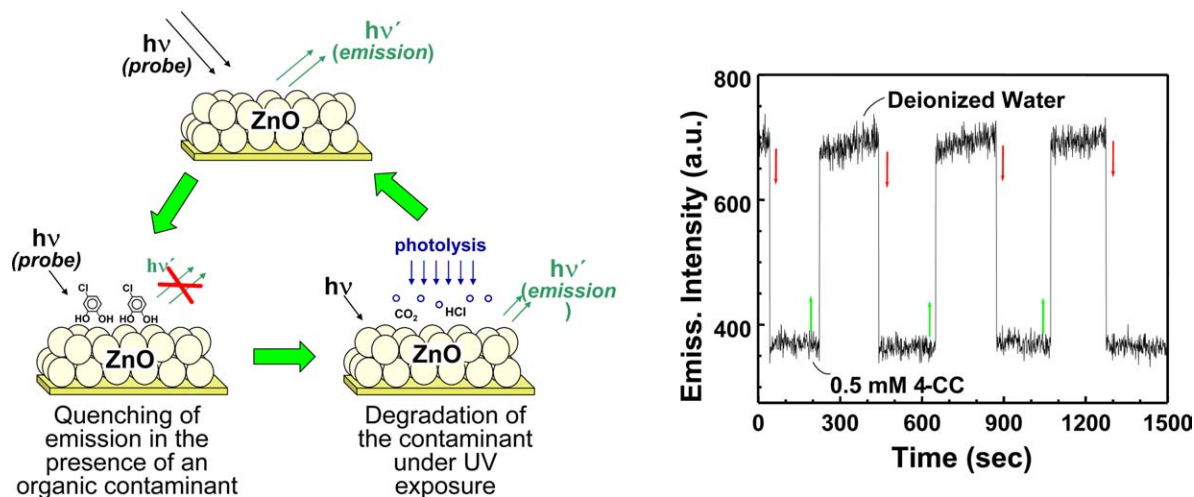 hν
(probe)
hν´
(emission)
ZnO
hν
(probe)
hν´
Cl
Cl
HO
OH
HO
OH
ZnO
Quenching of
emission in the
presence of an
organic contaminant
photolysis
hν
CO2
HCl
hν´
(emission
)
ZnO
Degradation of
the contaminant
under UV
exposure
Emiss. Intensity (a.u.)
800
600
400
Deionized Water
0.5 mM 4-CC
0 300 600 900 1200 1500
Time (sec)